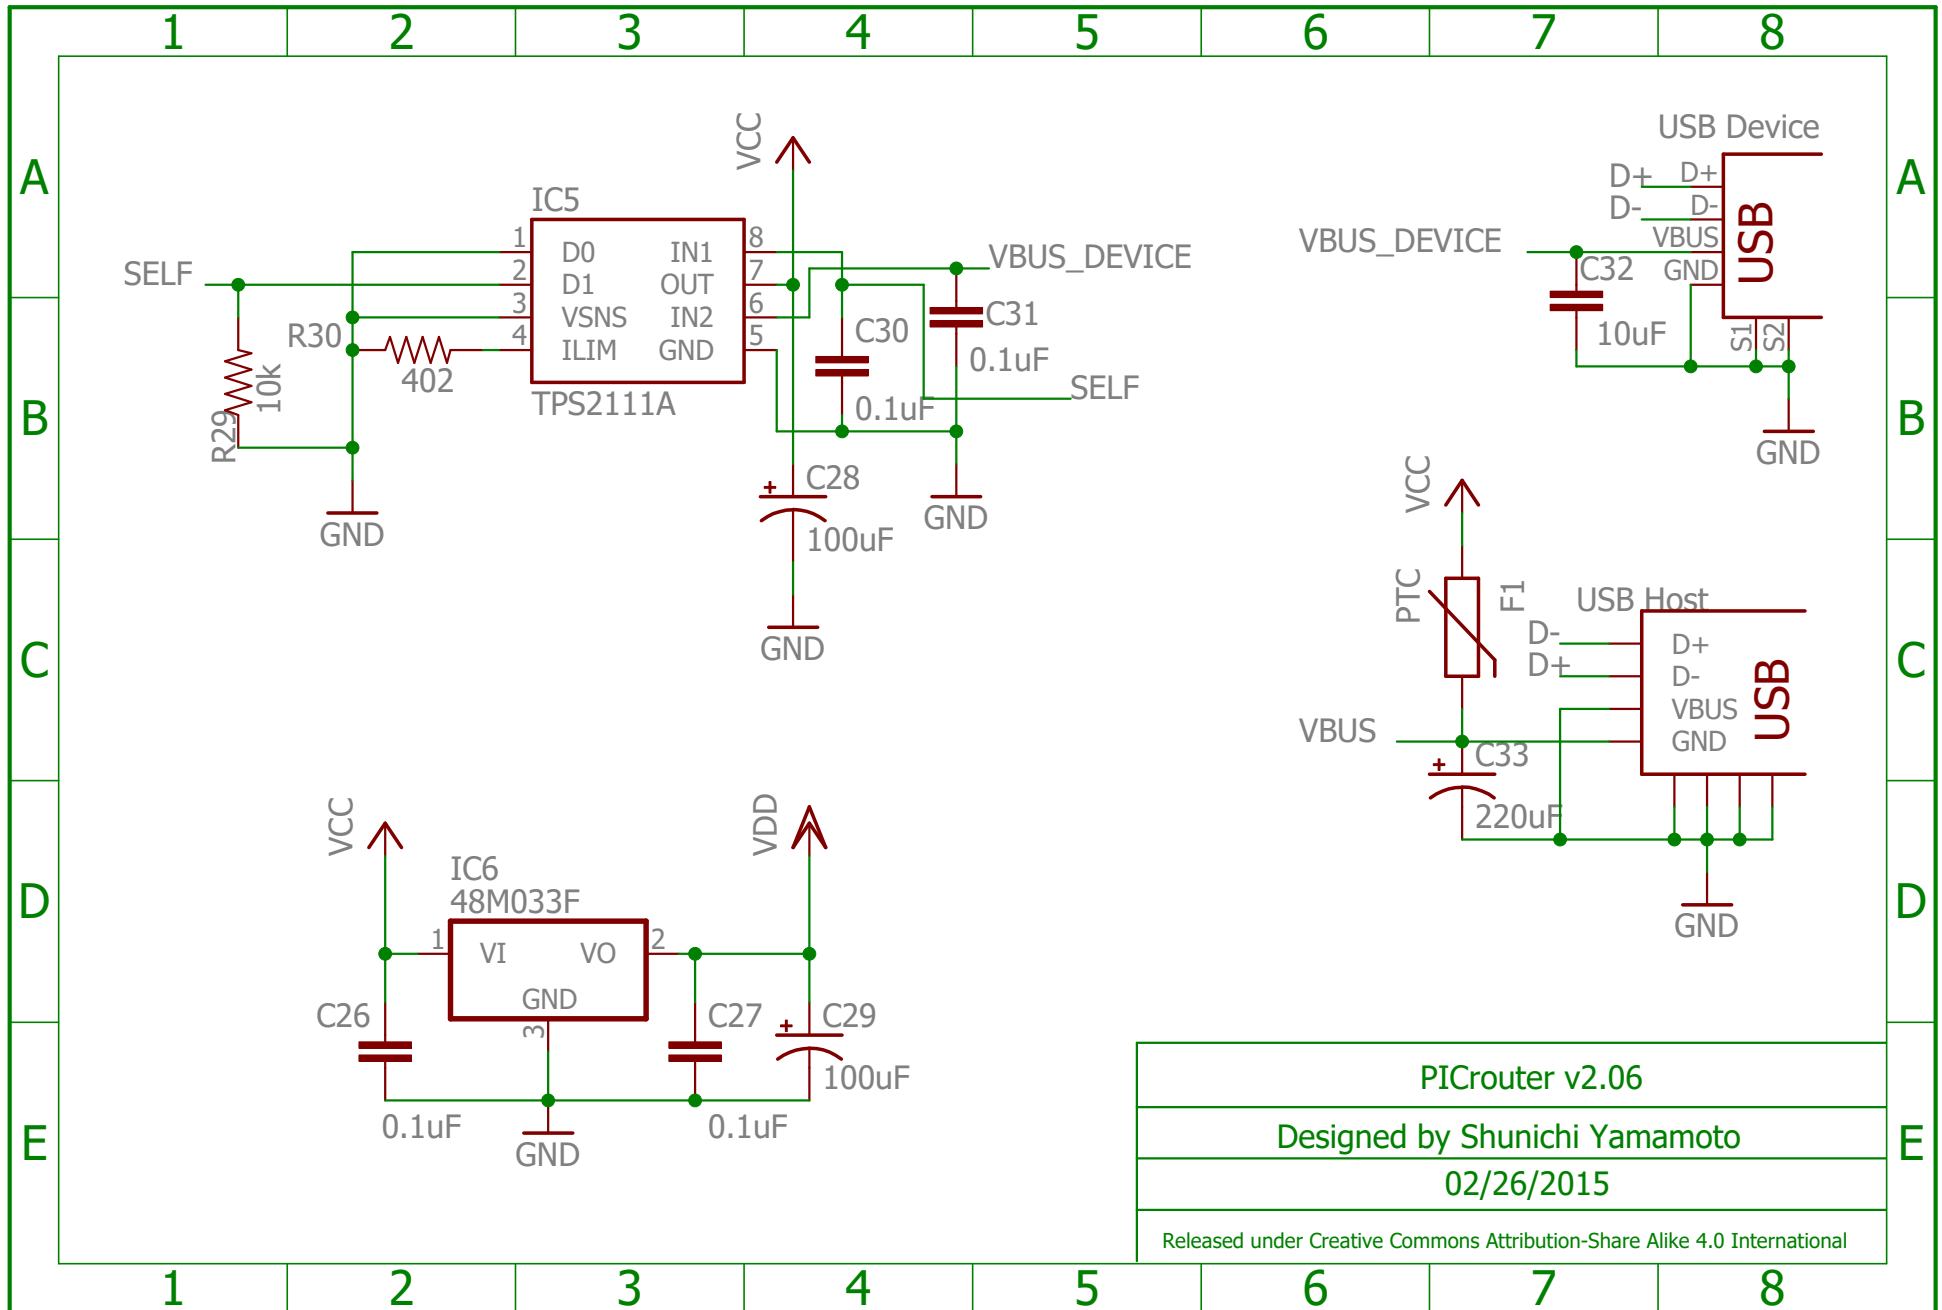 1 2 3 4 5 6 7 8
A A
B B
C C
D D
E E
1 2 3 4 5 6 7 8
SELF
R29
10k
R30
402
GND
IC5
1 D0 IN1 8
2 D1 OUT 7
3 VSNS IN2 6
4 ILIM GND 5
TPS2111A
VCC
VBUS_DEVICE
C30
0.1uF
C31
0.1uF
SELF
+
C28
100uF
GND
GND
USB Device
D+ D+
D- D-
VBUS_DEVICE VBUS
GND
USB
S1 S2
C32
10uF
GND
VCC
PTC
F1
USB Host
D- D+
D+ D-
VBUS
VBUS GND
USB
+
C33
220uF
GND
VCC
VDD
IC6
48M033F
1 VI VO 2
GND
3
C26
0.1uF
C27
0.1uF
+
C29
100uF
GND
PICrouter v2.06
Designed by Shunichi Yamamoto
02/26/2015
Released under Creative Commons Attribution-Share Alike 4.0 International